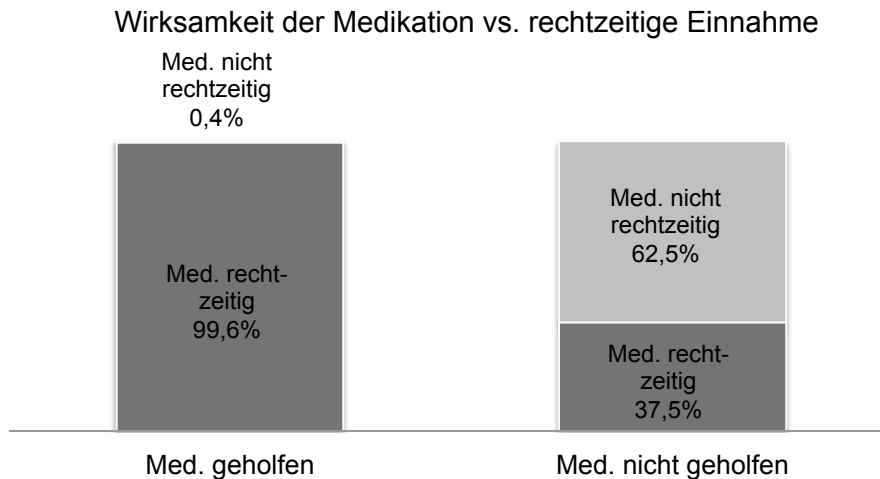 Wirksamkeit der Medikation vs. rechtzeitige Einnahme
Med. nicht
rechtzeitig
0,4%
Med. recht-
zeitig
99,6%
Med. nicht
rechtzeitig
62,5%
Med. recht-
zeitig
37,5%
Med. geholfen
Med. nicht geholfen